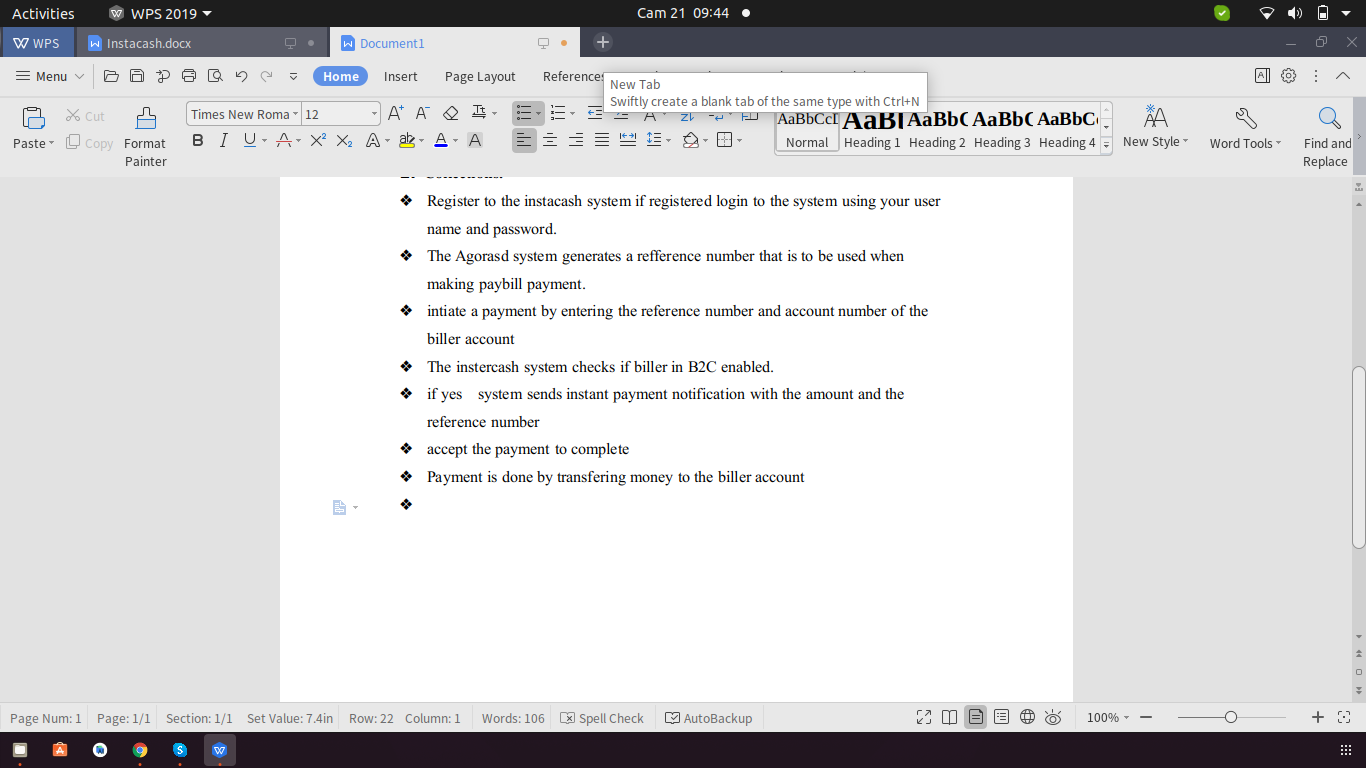 Activities
WPS 2019
Cam 21 09:44
WPS
Instacash.docx
Document1
Menu
Home
Insert
Page Layout
References
New Tab
Swiftly create a blank tab of the same type with Ctrl+N
Paste
Cut
Copy
Format
Painter
Times New Roma
12
AaBbCcI
AaBl
AaBbC
AaBbC
AaBbC
Normal
Heading 1
Heading 2
Heading 3
Heading 4
New Style
Word Tools
Find and
Replace
❖ Register to the instacash system if registered login to the system using your user
name and password.
❖ The Agorasd system generates a refference number that is to be used when
making paybill payment.
❖ intiate a payment by entering the reference number and account number of the
biller account
❖ The instercash system checks if biller in B2C enabled.
❖ if yes system sends instant payment notification with the amount and the
reference number
❖ accept the payment to complete
❖ Payment is done by transfering money to the biller account
❖
Page Num: 1
Page: 1/1
Section: 1/1
Set Value: 7.4in
Row: 22
Column: 1
Words: 106
Spell Check
AutoBackup
100%